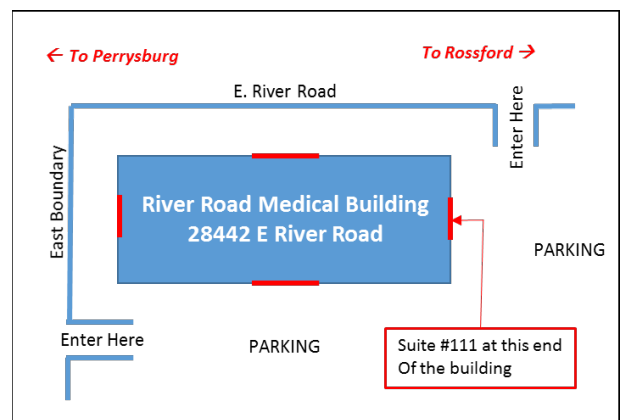 ← To Perrysburg
To Rossford →
E. River Road
Enter Here
East Boundary
River Road Medical Building
28442 E River Road
PARKING
Enter Here
PARKING
Suite #111 at this end
Of the building